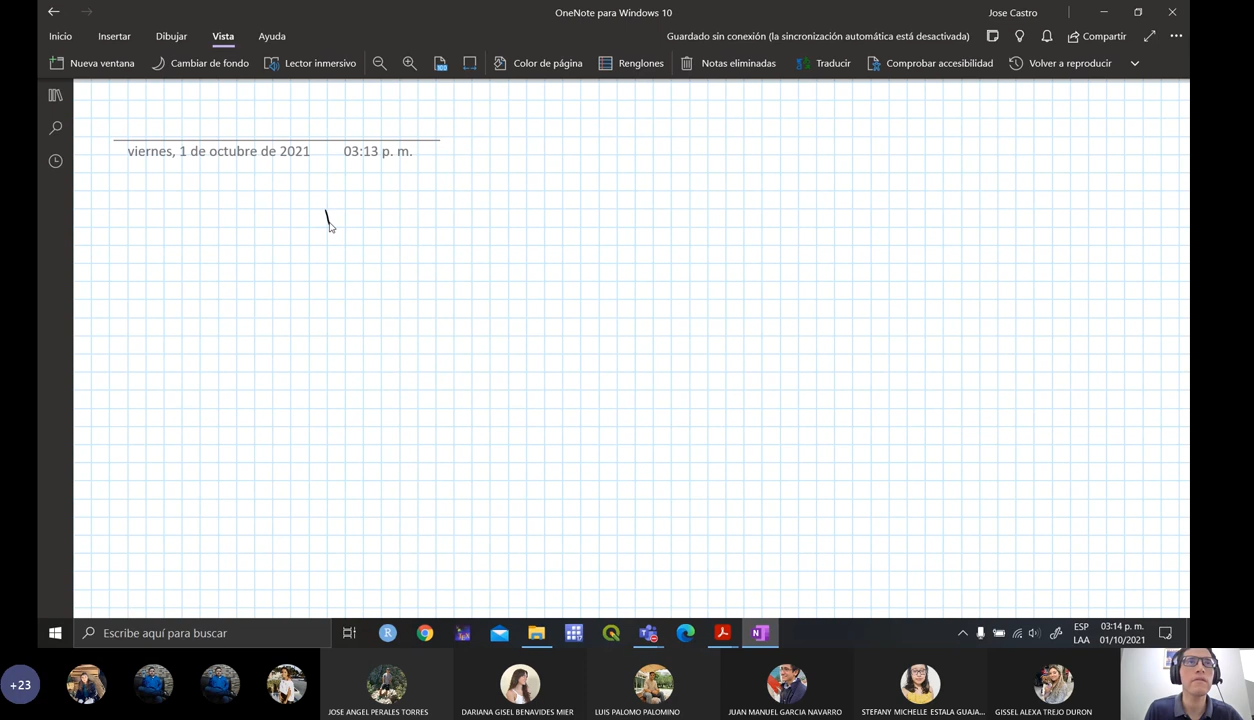 OneNote para Windows 10
Jose Castro
Inicio Insertar Dibujar Vista Ayuda
Guardado sin conexión (la sincronización automática está desactivada)
Compartir
Nueva ventana Cambiar de fondo Lector inmersivo Color de página Renglones Notas eliminadas Traducir Comprobar accesibilidad Volver a reproducir
viernes, 1 de octubre de 2021 03:13 p. m.
Escribe aquí para buscar
ESP
LAA
03:14 p. m.
01/10/2021
+23
JOSE ANGEL PERALES TORRES
DARIANA GISEL BENAVIDES MIER
LUIS PALOMO PALOMINO
JUAN MANUEL GARCIA NAVARRO
STEFANY MICHELLE ESTALA GUAJA...
GISSEL ALEXA TREJO DURON